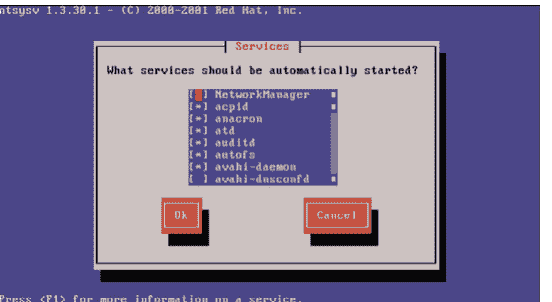 ntsysv 1.3.30.1 - (C) 2000-2001 Red Hat, Inc.
Services
What services should be automatically started?
[ ] NetworkManager
[*] acpid
[*] anacron
[*] atd
[*] auditd
[*] autofs
[*] avahi-daemon
[ ] avahi-dnsconfd
Ok
Cancel
Press <F1> for more information on a service.